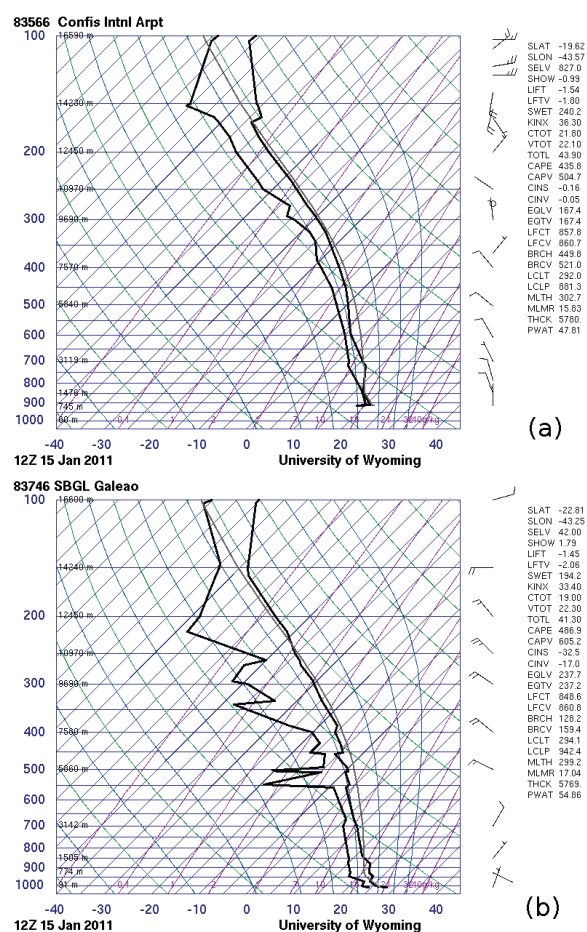 83566 Confis Intnl Arpt
100 16590 m
14230 m
200 12450 m
10970 m
300 9690 m
400 7570 m
500 5840 m
600
700 3119 m
800
900 1476 m
745 m
1000 60 m
-40 -30 -20 -10 0 10 20 30 40
12Z 15 Jan 2011 University of Wyoming
SLAT -19.62
SLON -43.57
SELV 827.0
SHOW -0.99
LIFT -1.54
LFTV -1.80
SWET 240.2
KINX 36.30
CTOT 21.80
VTOT 22.10
TOTL 43.90
CAPE 435.8
CAPV 504.7
CINS -0.16
CINV -0.05
EQLV 167.4
EQTV 167.4
LFCT 857.8
LFCV 860.7
BRCH 449.8
BRCV 521.0
LCLT 292.0
LCLP 881.3
MLTH 302.7
MLMR 15.83
THCK 5780.
PWAT 47.81
(a)
83746 SBGL Galeao
100 16600 m
14240 m
200 12450 m
10970 m
300 9690 m
400 7580 m
500 5860 m
600
700 3142 m
800
900 1505 m
774 m
1000 91 m
-40 -30 -20 -10 0 10 20 30 40
12Z 15 Jan 2011 University of Wyoming
SLAT -22.81
SLON -43.25
SELV 42.00
SHOW 1.79
LIFT -1.45
LFTV -2.06
SWET 194.2
KINX 33.40
CTOT 19.00
VTOT 22.30
TOTL 41.30
CAPE 486.9
CAPV 605.2
CINS -32.5
CINV -17.0
EQLV 237.7
EQTV 237.2
LFCT 848.6
LFCV 860.8
BRCH 128.2
BRCV 159.4
LCLT 294.1
LCLP 942.4
MLTH 299.2
MLMR 17.04
THCK 5769.
PWAT 54.86
(b)